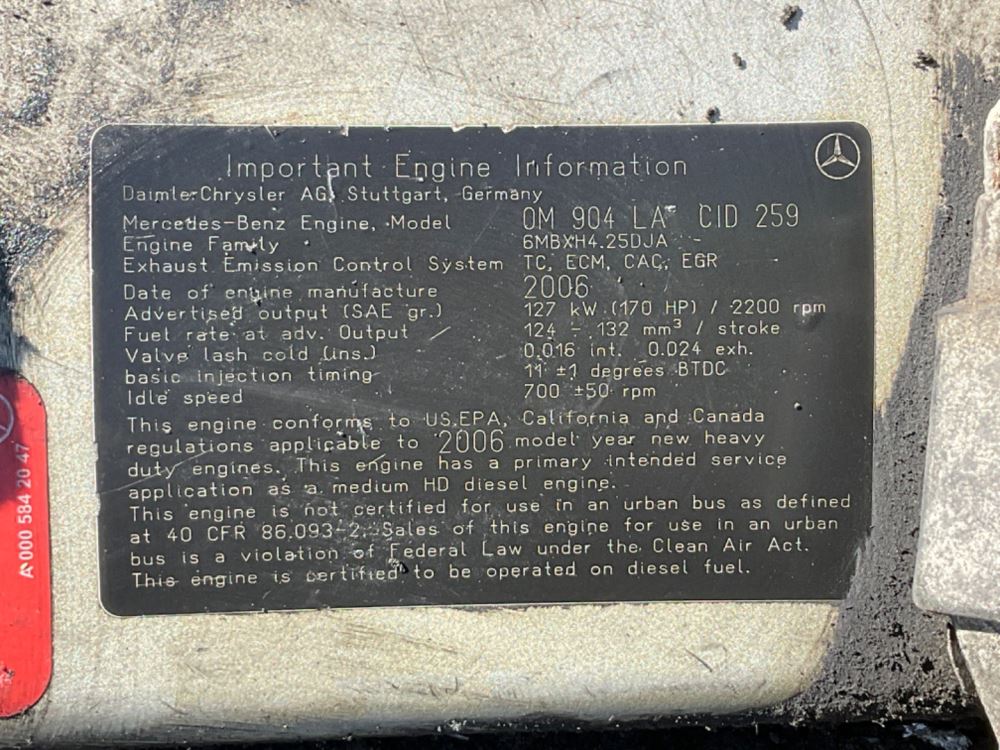 Important Engine Information
DaimlerChrysler AG, Stuttgart, Germany
Mercedes-Benz Engine, Model OM 904 LA CID 259
Engine Family 6MBXH4.25DJA
Exhaust Emission Control System TC, ECM, CAC, EGR
Date of engine manufacture 2006
Advertised output (SAE gr.) 127 kW (170 HP) / 2200 rpm
Fuel rate at adv. Output 124 - 132 mm³ / stroke
Valve lash cold (ins.) 0.016 int. 0.024 exh.
basic injection timing 11 ±1 degrees BTDC
Idle speed 700 ±50 rpm
This engine conforms to US.EPA, California and Canada
regulations applicable to 2006 model year new heavy
duty engines. This engine has a primary intended service
application as a medium HD diesel engine.
This engine is not certified for use in an urban bus as defined
at 40 CFR 86.093-2. Sales of this engine for use in an urban
bus is a violation of Federal Law under the Clean Air Act.
This engine is certified to be operated on diesel fuel.
A 000 584 20 47